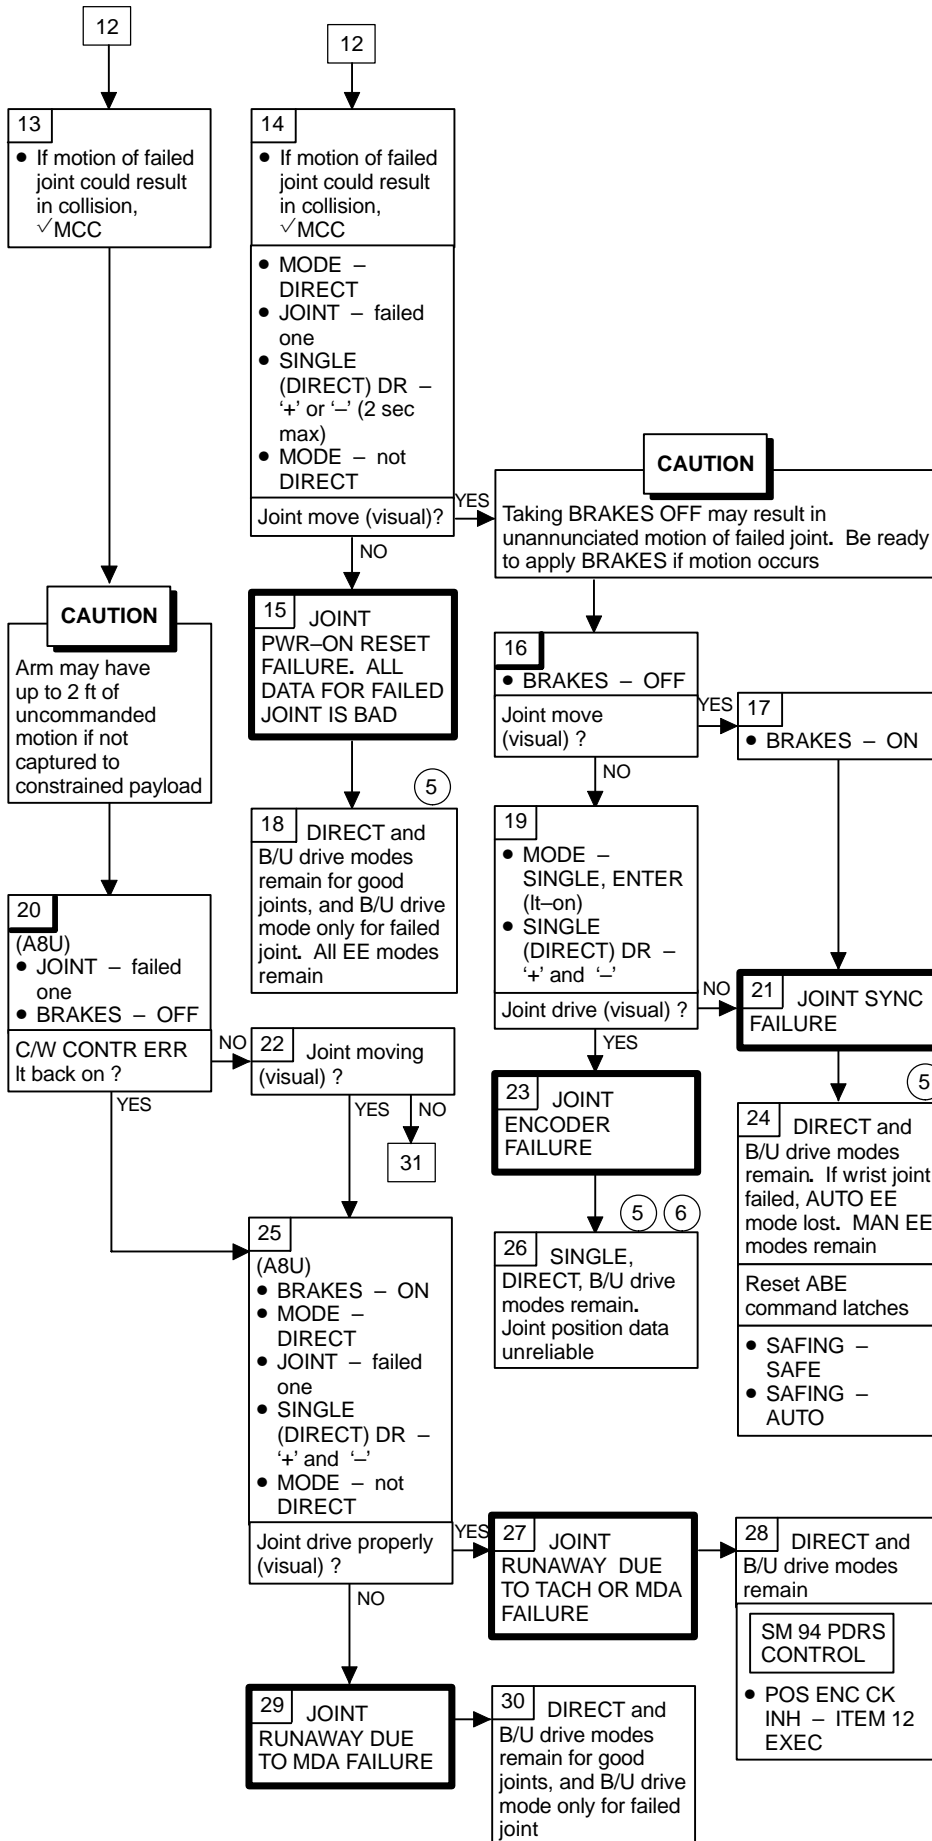 12
12
13
• If motion of failed
joint could result
in collision,
√MCC
14
• If motion of failed
joint could result
in collision,
√MCC
• MODE –
DIRECT
• JOINT – failed
one
• SINGLE
(DIRECT) DR –
‘+’ or ‘–’ (2 sec
max)
• MODE – not
DIRECT
Joint move (visual)?
YES
NO
CAUTION
Taking BRAKES OFF may result in
unannunciated motion of failed joint. Be ready
to apply BRAKES if motion occurs
CAUTION
Arm may have
up to 2 ft of
uncommanded
motion if not
captured to
constrained payload
15 JOINT
PWR–ON RESET
FAILURE. ALL
DATA FOR FAILED
JOINT IS BAD
16
• BRAKES – OFF
Joint move
(visual) ?
YES
NO
17
• BRAKES – ON
5
18 DIRECT and
B/U drive modes
remain for good
joints, and B/U drive
mode only for failed
joint. All EE modes
remain
19
• MODE –
SINGLE, ENTER
(lt–on)
• SINGLE
(DIRECT) DR –
‘+’ and ‘–’
Joint drive (visual) ?
NO
YES
20
(A8U)
• JOINT – failed
one
• BRAKES – OFF
C/W CONTR ERR
lt back on ?
NO
YES
21 JOINT SYNC
FAILURE
22 Joint moving
(visual) ?
YES
NO
31
23 JOINT
ENCODER
FAILURE
5
24 DIRECT and
B/U drive modes
remain. If wrist joint
failed, AUTO EE
mode lost. MAN EE
modes remain
Reset ABE
command latches
• SAFING –
SAFE
• SAFING –
AUTO
25
(A8U)
• BRAKES – ON
• MODE –
DIRECT
• JOINT – failed
one
• SINGLE
(DIRECT) DR –
‘+’ and ‘–’
• MODE – not
DIRECT
Joint drive properly
(visual) ?
YES
NO
5 6
26 SINGLE,
DIRECT, B/U drive
modes remain.
Joint position data
unreliable
27 JOINT
RUNAWAY DUE
TO TACH OR MDA
FAILURE
28 DIRECT and
B/U drive modes
remain
SM 94 PDRS
CONTROL
• POS ENC CK
INH – ITEM 12
EXEC
29 JOINT
RUNAWAY DUE
TO MDA FAILURE
30 DIRECT and
B/U drive modes
remain for good
joints, and B/U drive
mode only for failed
joint